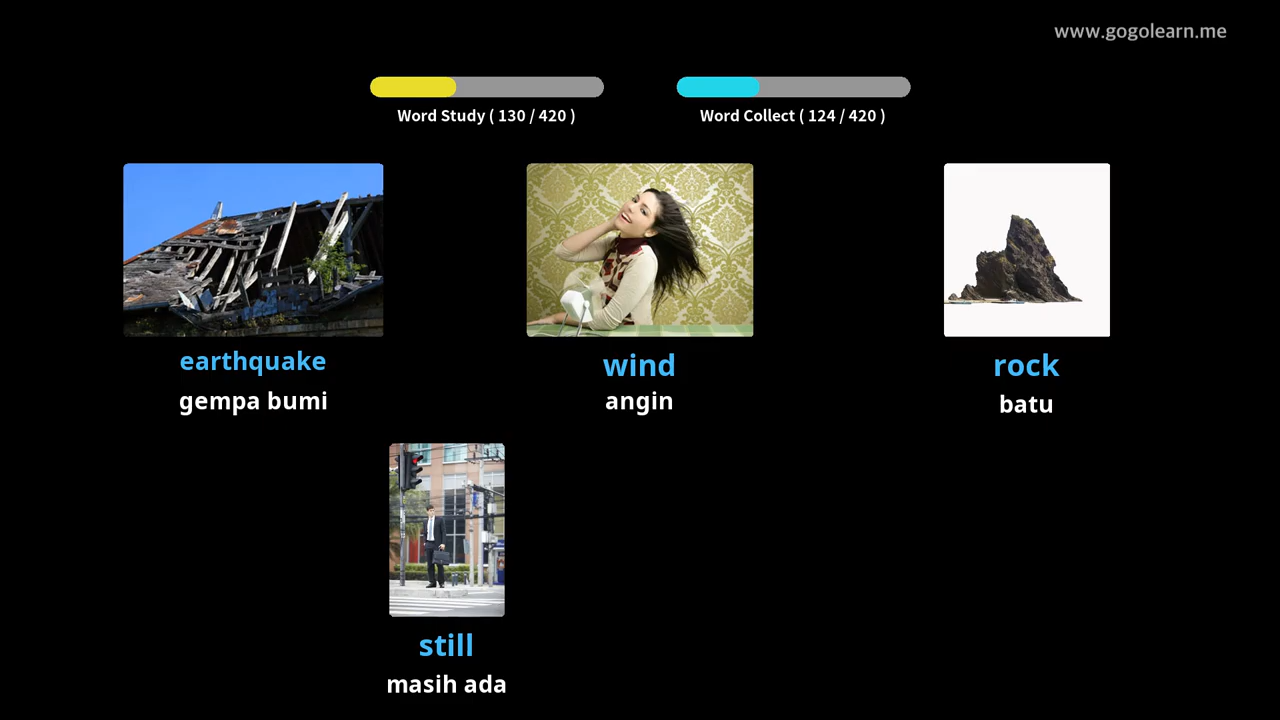 www.gogolearn.me
Word Study ( 130 / 420 )
Word Collect ( 124 / 420 )
earthquake
gempa bumi
wind
angin
rock
batu
still
masih ada